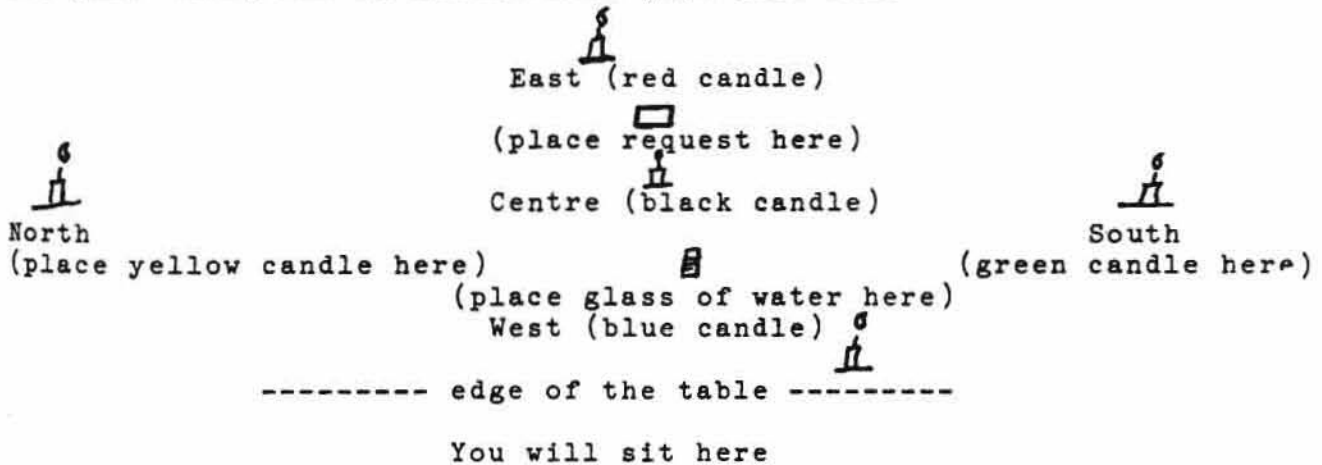 East (red candle)
(place request here)
Centre (black candle)
North
South
(place yellow candle here)
(green candle here)
(place glass of water here)
West (blue candle)
--------- edge of the table ---------
You will sit here